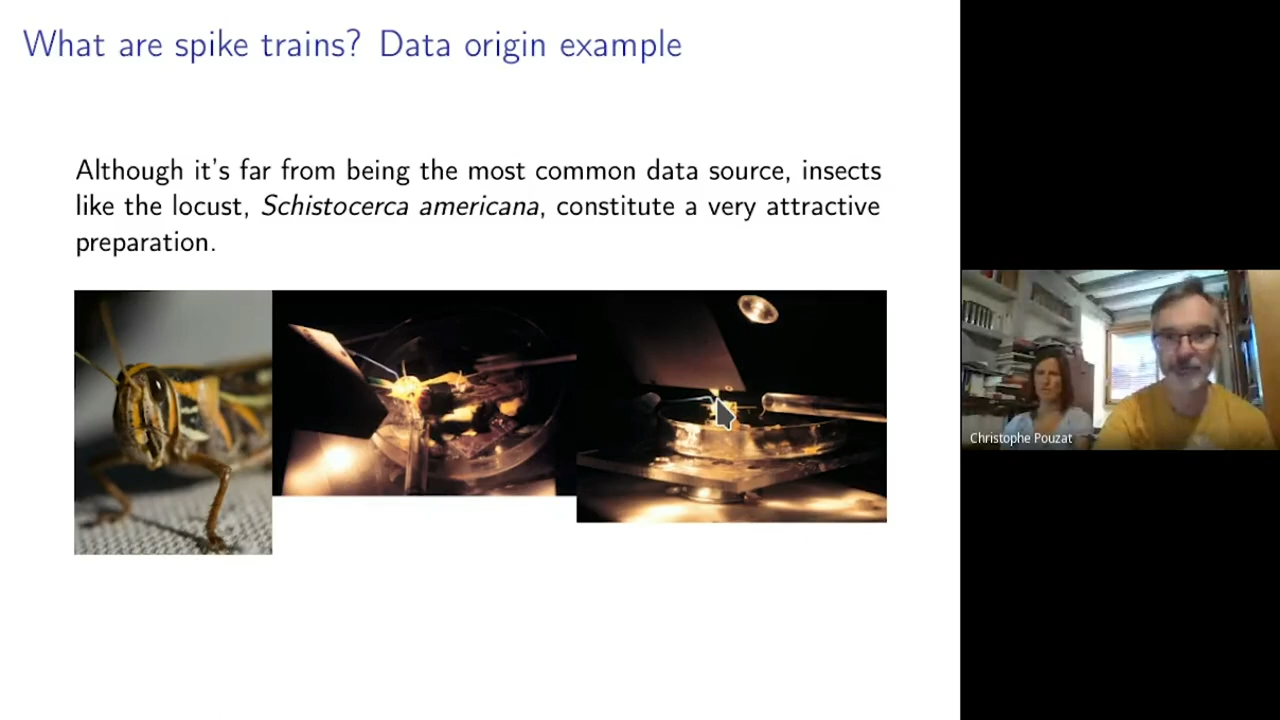 What are spike trains? Data origin example
Although it's far from being the most common data source, insects
like the locust, Schistocerca americana, constitute a very attractive
preparation.
Christophe Pouzat